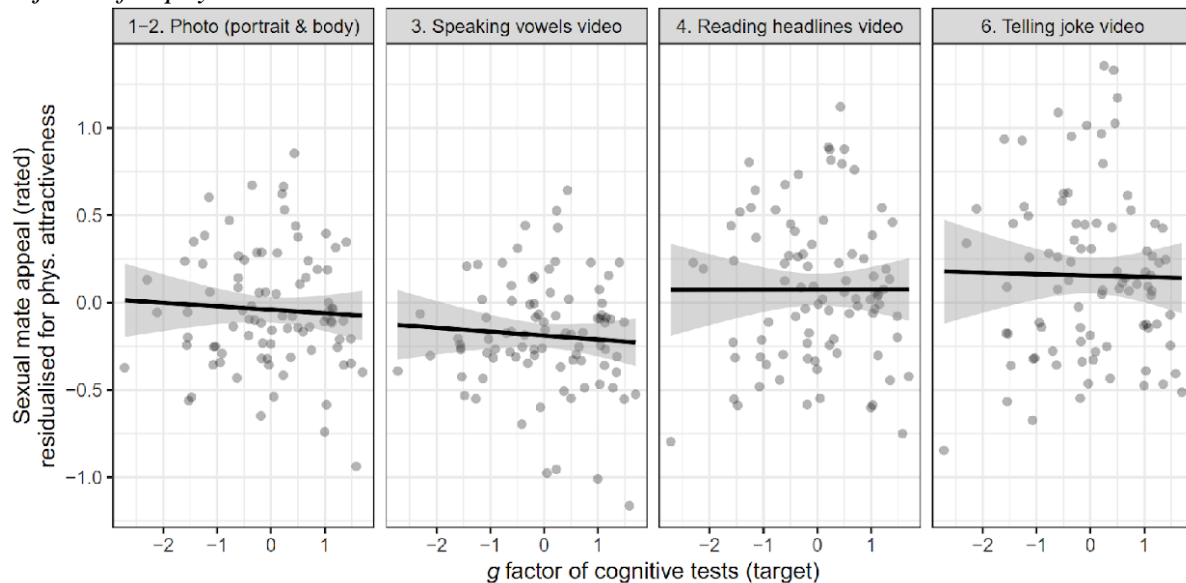 1−2. Photo (portrait & body)
3. Speaking vowels video
4. Reading headlines video
6. Telling joke video
Sexual mate appeal (rated)
residualised for phys. attractiveness
1.0
0.5
0.0
−0.5
−1.0
−2 −1 0 1
−2 −1 0 1
−2 −1 0 1
−2 −1 0 1
g factor of cognitive tests (target)